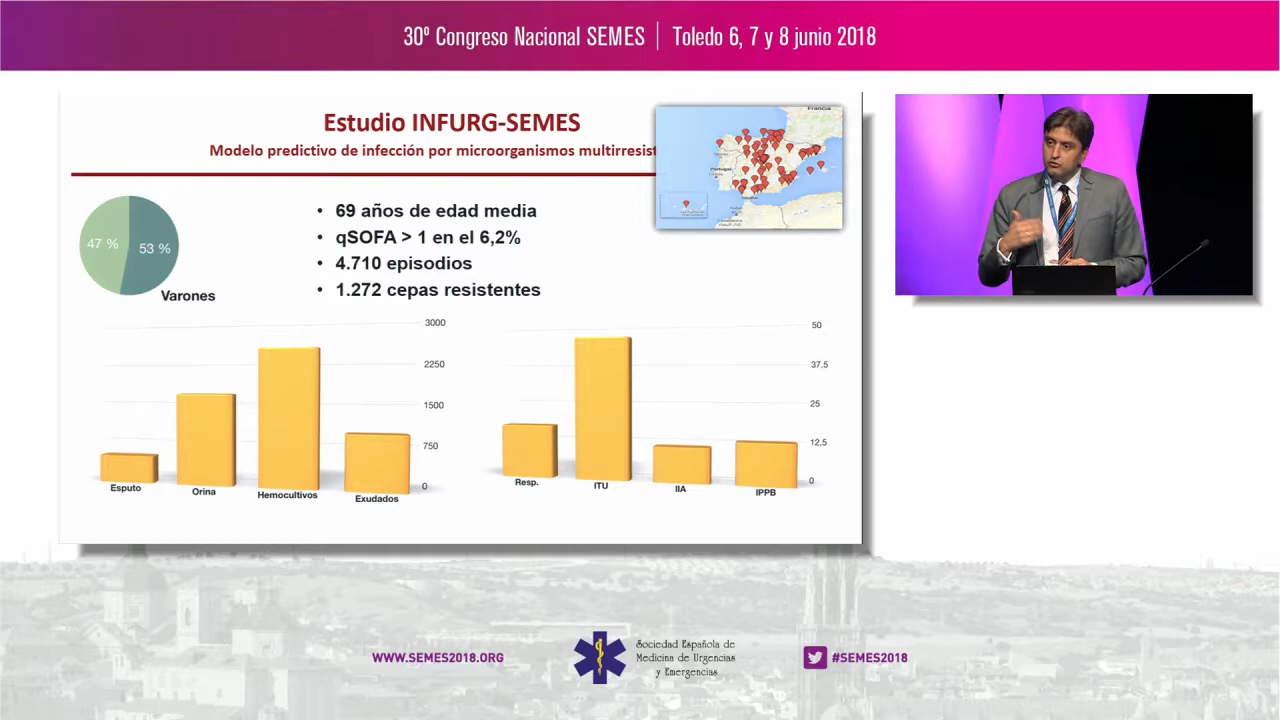 30º Congreso Nacional SEMES | Toledo 6, 7 y 8 junio 2018
Estudio INFURG-SEMES
Modelo predictivo de infección por microorganismos multirresist
Francia
Portugal
47 %
53 %
Varones
• 69 años de edad media
• qSOFA > 1 en el 6,2%
• 4.710 episodios
• 1.272 cepas resistentes
3000
2250
1500
750
0
Esputo
Orina
Hemocultivos
Exudados
50
37,5
25
12,5
0
Resp.
ITU
IIA
IPPB
WWW.SEMES2018.ORG
Sociedad Española de
Medicina de Urgencias
y Emergencias
#SEMES2018